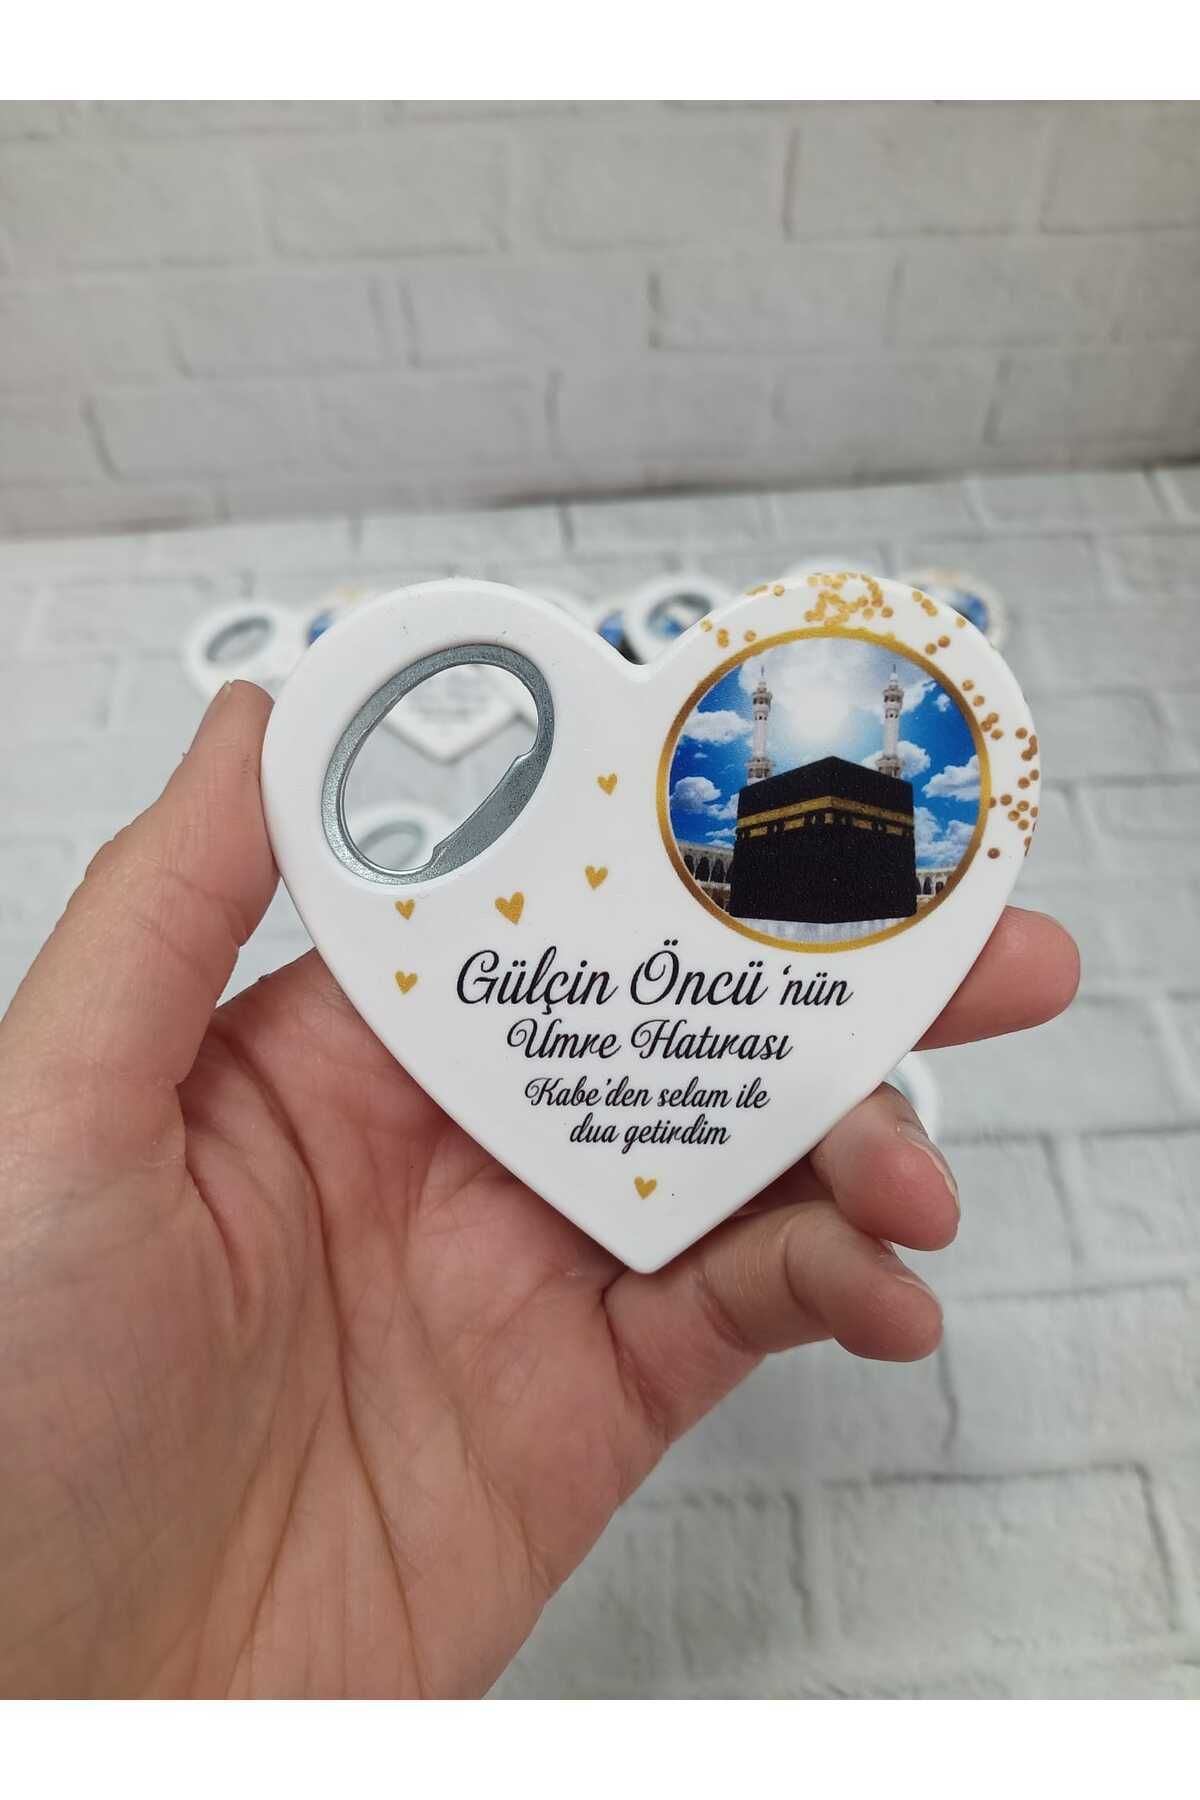 Gülçin Öncü 'nün
Umre Hatırası
Kabe'den selam ile
dua getirdim